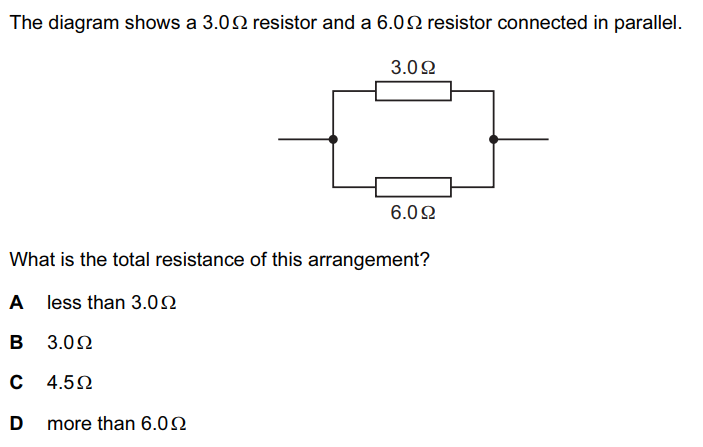 The diagram shows a 3.0Ω resistor and a 6.0Ω resistor connected in parallel.
3.0Ω
6.0Ω
What is the total resistance of this arrangement?
A less than 3.0Ω
B 3.0Ω
C 4.5Ω
D more than 6.0Ω